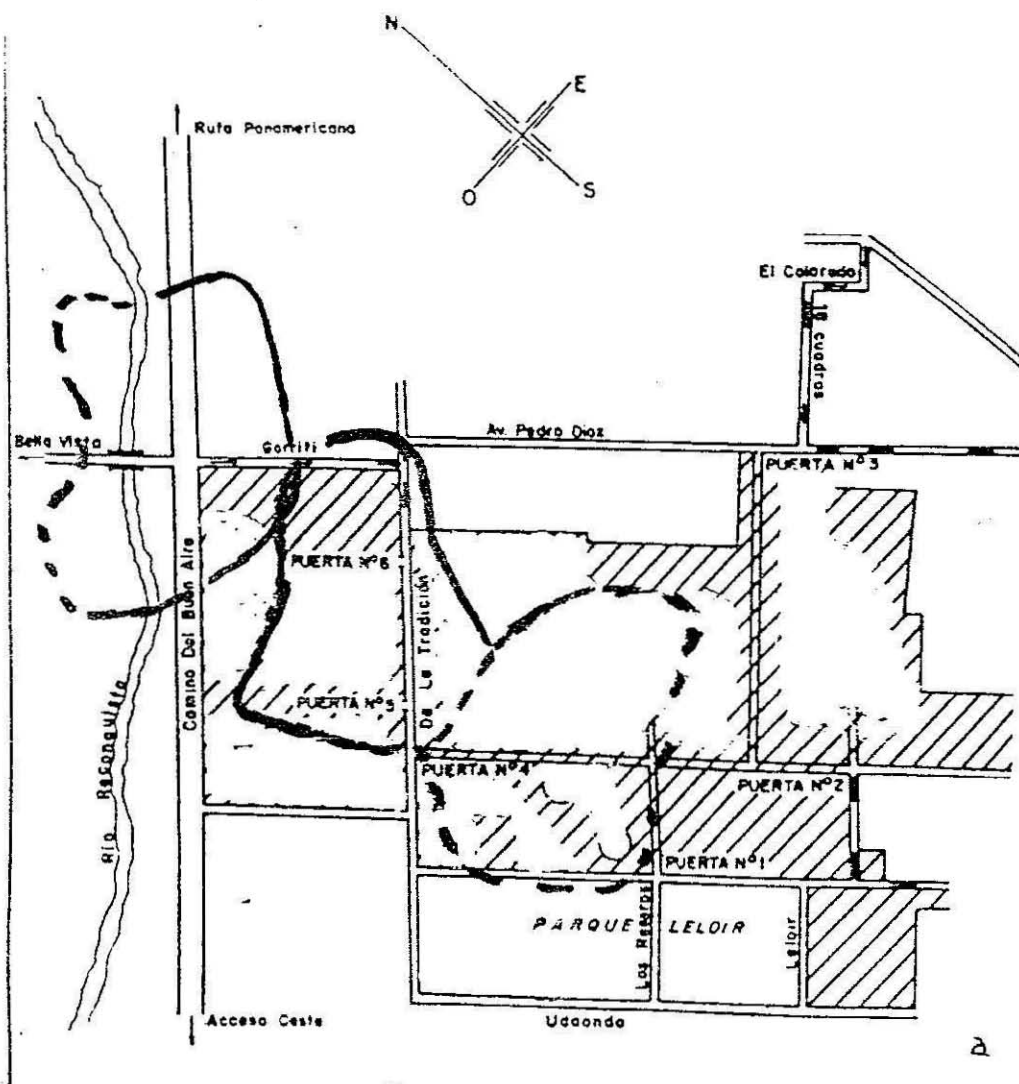 N
E
O
S
Ruta Panamericana
El Colorado
18 cuadras
Bella Vista
Gorriti
Av. Pedro Diaz
PUERTA Nº 3
PUERTA Nº 6
Camino Del Buen Aire
De La Tradición
PUERTA Nº 5
Río Reconquista
PUERTA Nº 4
PUERTA Nº 2
PUERTA Nº 1
PARQUE LELOIR
Los Reseros
Leloir
Acceso Oeste
Udaondo
a